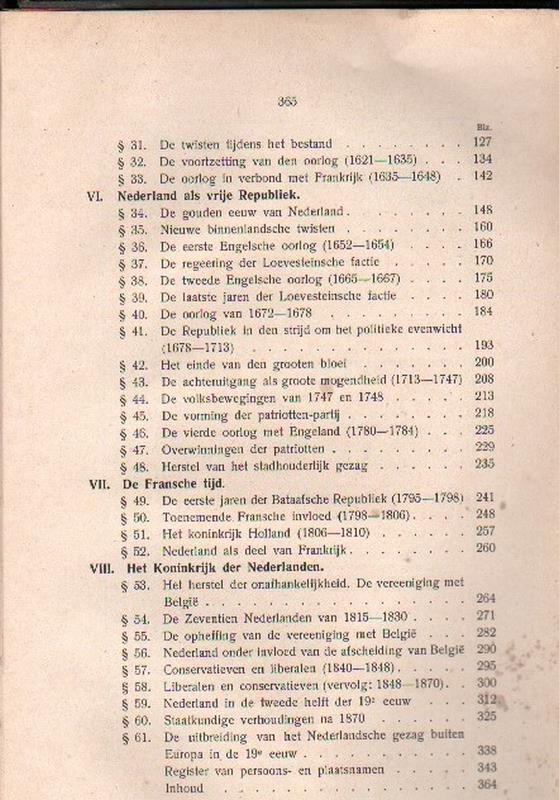 365
Blz.
§ 31. De twisten tijdens het bestand . . . . . . . . 127
§ 32. De voortzetting van den oorlog (1621—1635) . . . 134
§ 33. De oorlog in verbond met Frankrijk (1635—1648) . 142
VI. Nederland als vrije Republiek.
§ 34. De gouden eeuw van Nederland . . . . . . . . 148
§ 35. Nieuwe binnenlandsche twisten . . . . . . . . 160
§ 36. De eerste Engelsche oorlog (1652—1654) . . . . 166
§ 37. De regeering der Loevesteinsche factie . . . . . 170
§ 38. De tweede Engelsche oorlog (1665—1667) . . . . 175
§ 39. De laatste jaren der Loevesteinsche factie . . . . 180
§ 40. De oorlog van 1672—1678 . . . . . . . . . 184
§ 41. De Republiek in den strijd om het politieke evenwicht
(1678—1713) . . . . . . . . . . . . . 193
§ 42. Het einde van den grooten bloei . . . . . . . 200
§ 43. De achteruitgang als groote mogendheid (1713—1747) 208
§ 44. De volksbewegingen van 1747 en 1748 . . . . . 213
§ 45. De vorming der patriotten-partij . . . . . . . 218
§ 46. De vierde oorlog met Engeland (1780—1784) . . . 225
§ 47. Overwinningen der patriotten . . . . . . . . 229
§ 48. Herstel van het stadhouderlijk gezag . . . . . . 235
VII. De Fransche tijd.
§ 49. De eerste jaren der Bataafsche Republiek (1795—1798) 241
§ 50. Toenemende Fransche invloed (1798—1806) . . . . 248
§ 51. Het koninkrijk Holland (1806—1810) . . . . . . 257
§ 52. Nederland als deel van Frankrijk . . . . . . . 260
VIII. Het Koninkrijk der Nederlanden.
§ 53. Het herstel der onafhankelijkheid. De vereeniging met
België . . . . . . . . . . . . . . . 264
§ 54. De Zeventien Nederlanden van 1815—1830 . . . . 271
§ 55. De opheffing van de vereeniging met België . . . 282
§ 56. Nederland onder invloed van de afscheiding van België 290
§ 57. Conservatieven en liberalen (1840—1848) . . . . . 295
§ 58. Liberalen en conservatieven (vervolg: 1848—1870) . . 300
§ 59. Nederland in de tweede helft der 19e eeuw . . . . 312
§ 60. Staatkundige verhoudingen na 1870 . . . . . . 325
§ 61. De uitbreiding van het Nederlandsche gezag buiten
Europa in de 19e eeuw . . . . . . . . . . 338
Register van persoons- en plaatsnamen . . . . . 343
Inhoud . . . . . . . . . . . . . . 364